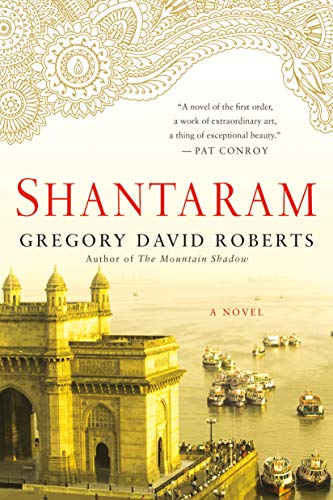 “A novel of the first order,
a work of extraordinary art,
a thing of exceptional beauty.”
— PAT CONROY
SHANTARAM
GREGORY DAVID ROBERTS
Author of The Mountain Shadow
A NOVEL